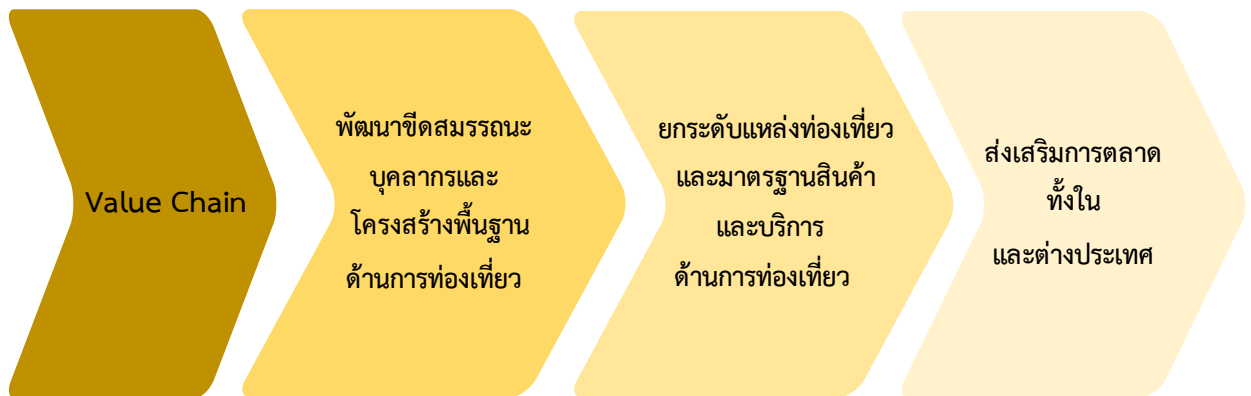 Value Chain
พัฒนาขีดสมรรถนะ
บุคลากรและ
โครงสร้างพื้นฐาน
ด้านการท่องเที่ยว
ยกระดับแหล่งท่องเที่ยว
และมาตรฐานสินค้า
และบริการ
ด้านการท่องเที่ยว
ส่งเสริมการตลาด
ทั้งใน
และต่างประเทศ